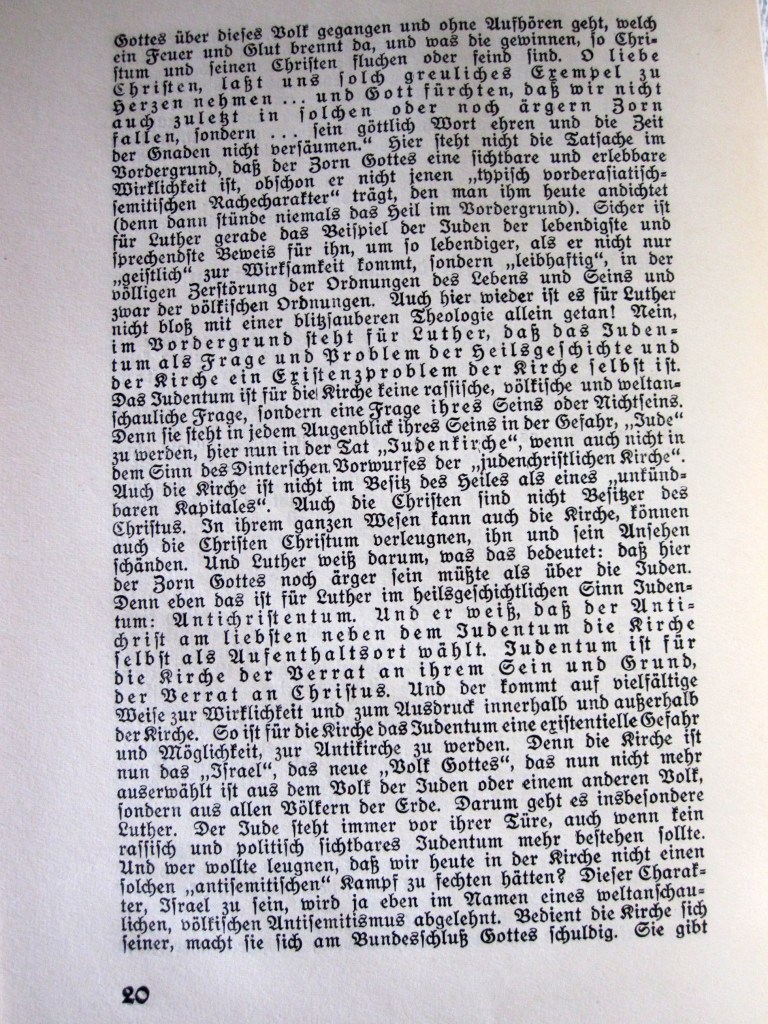 Gottes über dieses Volk gegangen und ohne Aufhören geht, welch
ein Feuer und Glut brennt da, und was die gewinnen, so Chri-
stum und seinen Christen fluchen oder feind sind. O liebe
Christen, laßt uns solch greuliches Exempel zu
Herzen nehmen ... und Gott fürchten, daß wir nicht
auch zuletzt in solchen oder noch ärgern Zorn
fallen, sondern ... sein göttlich Wort ehren und die Zeit
der Gnaden nicht versäumen.“ Hier steht nicht die Tatsache im
Vordergrund, daß der Zorn Gottes eine sichtbare und erlebbare
Wirklichkeit ist, obschon er nicht jenen „typisch vorderasiatisch-
semitischen Rachecharakter“ trägt, den man ihm heute andichtet
(denn dann stünde niemals das Heil im Vordergrund). Sicher ist
für Luther gerade das Beispiel der Juden der lebendigste und
sprechendste Beweis für ihn, um so lebendiger, als er nicht nur
„geistlich“ zur Wirksamkeit kommt, sondern „leibhaftig“, in der
völligen Zerstörung der Ordnungen des Lebens und Seins und
zwar der völkischen Ordnungen. Auch hier wieder ist es für Luther
nicht bloß mit einer blitzsauberen Theologie allein getan! Nein,
im Vordergrund steht für Luther, daß das Juden-
tum als Frage und Problem der Heilsgeschichte und
der Kirche ein Existenzproblem der Kirche selbst ist.
Das Judentum ist für die Kirche keine rassische, völkische und weltan-
schauliche Frage, sondern eine Frage ihres Seins oder Nichtseins.
Denn sie steht in jedem Augenblick ihres Seins in der Gefahr, „Jude“
zu werden, hier nun in der Tat „Judenkirche“, wenn auch nicht in
dem Sinn des Dinterschen Vorwurfes der „judenchristlichen Kirche“.
Auch die Kirche ist nicht im Besitz des Heiles als eines „unkünd-
baren Kapitales“. Auch die Christen sind nicht Besitzer des
Christus. In ihrem ganzen Wesen kann auch die Kirche, können
auch die Christen Christum verleugnen, ihn und sein Ansehen
schänden. Und Luther weiß darum, was das bedeutet: daß hier
der Zorn Gottes noch ärger sein müßte als über die Juden.
Denn eben das ist für Luther im heilsgeschichtlichen Sinn Juden-
tum: Antichristentum. Und er weiß, daß der Anti-
christ am liebsten neben dem Judentum die Kirche
selbst als Aufenthaltsort wählt. Judentum ist für
die Kirche der Verrat an ihrem Sein und Grund,
der Verrat an Christus. Und der kommt auf vielfältige
Weise zur Wirklichkeit und zum Ausdruck innerhalb und außerhalb
der Kirche. So ist für die Kirche das Judentum eine existentielle Gefahr
und Möglichkeit, zur Antikirche zu werden. Denn die Kirche ist
nun das „Israel“, das neue „Volk Gottes“, das nun nicht mehr
auserwählt ist aus dem Volk der Juden oder einem anderen Volk,
sondern aus allen Völkern der Erde. Darum geht es insbesondere
Luther. Der Jude steht immer vor ihrer Türe, auch wenn kein
rassisch und politisch sichtbares Judentum mehr bestehen sollte.
Und wer wollte leugnen, daß wir heute in der Kirche nicht einen
solchen „antisemitischen“ Kampf zu fechten hätten? Dieser Charak-
ter, Israel zu sein, wird ja eben im Namen eines weltanschau-
lichen, völkischen Antisemitismus abgelehnt. Bedient die Kirche sich
seiner, macht sie sich am Bundesschluß Gottes schuldig. Sie gibt
20